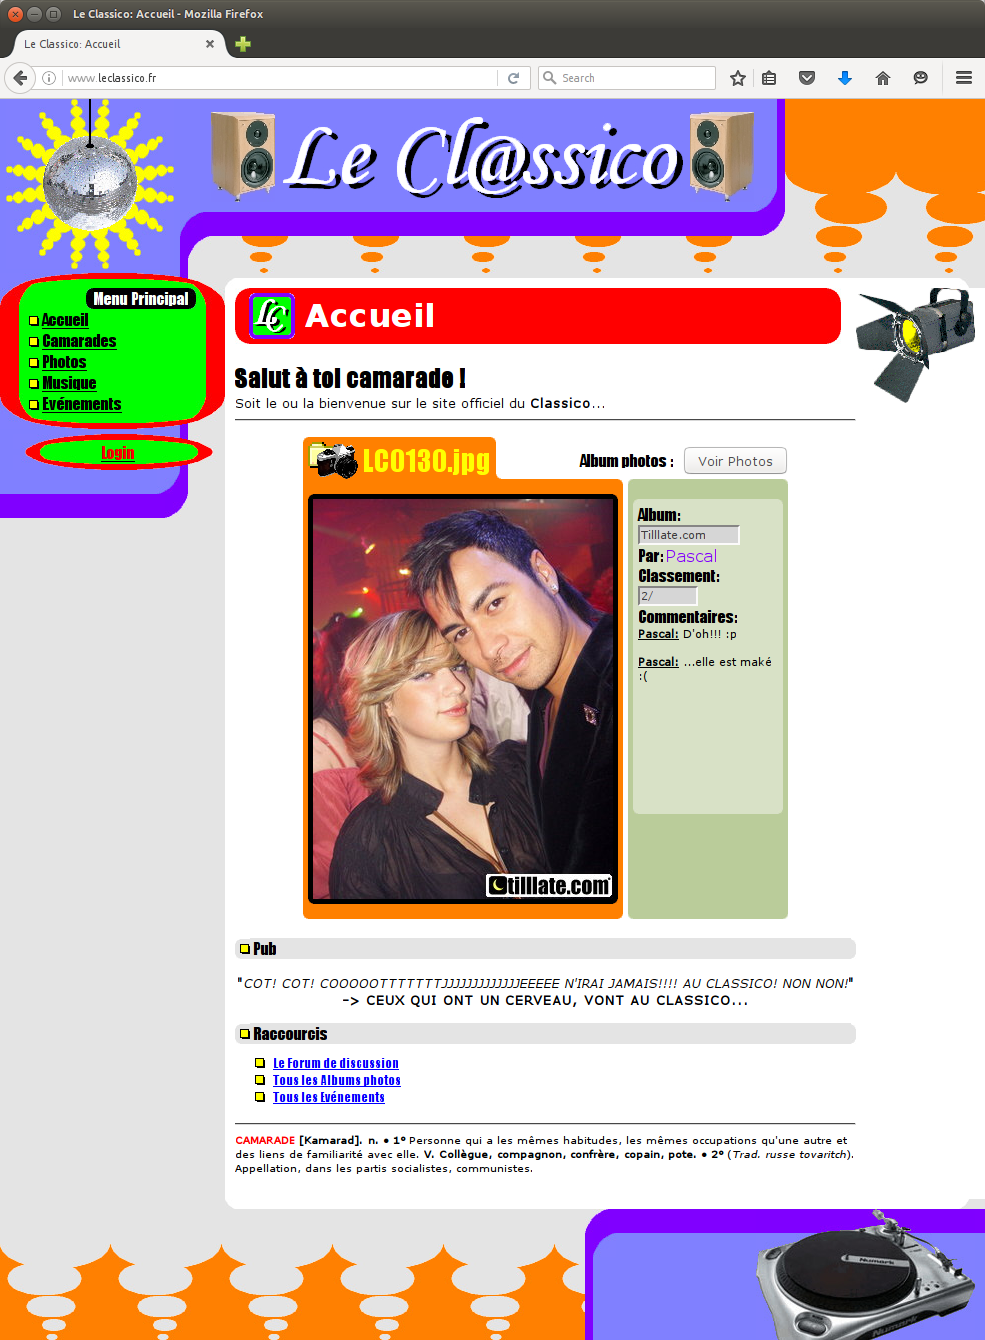 Le Classico: Accueil - Mozilla Firefox
Le Classico: Accueil
www.leclassico.fr
Search
Le Cl@ssico
Menu Principal
Accueil
Camarades
Photos
Musique
Evénements
Login
LC Accueil
Salut à toi camarade !
Soit le ou la bienvenue sur le site officiel du Classico...
LC0130.jpg
Album photos :
Voir Photos
Album:
Tilllate.com
Par: Pascal
Classement:
2/
Commentaires:
Pascal: D'oh!!! :p
Pascal: ...elle est maké
:(
tilllate.com
Pub
"COT! COT! COOOOOTTTTTTTJJJJJJJJJJJJJEEEEE N'IRAI JAMAIS!!!! AU CLASSICO! NON NON!"
-> CEUX QUI ONT UN CERVEAU, VONT AU CLASSICO...
Raccourcis
Le Forum de discussion
Tous les Albums photos
Tous les Evénements
CAMARADE [Kamarad]. n. • 1º Personne qui a les mêmes habitudes, les mêmes occupations qu'une autre et
des liens de familiarité avec elle. V. Collègue, compagnon, confrère, copain, pote. • 2º (Trad. russe tovaritch).
Appellation, dans les partis socialistes, communistes.
Numark
Numark